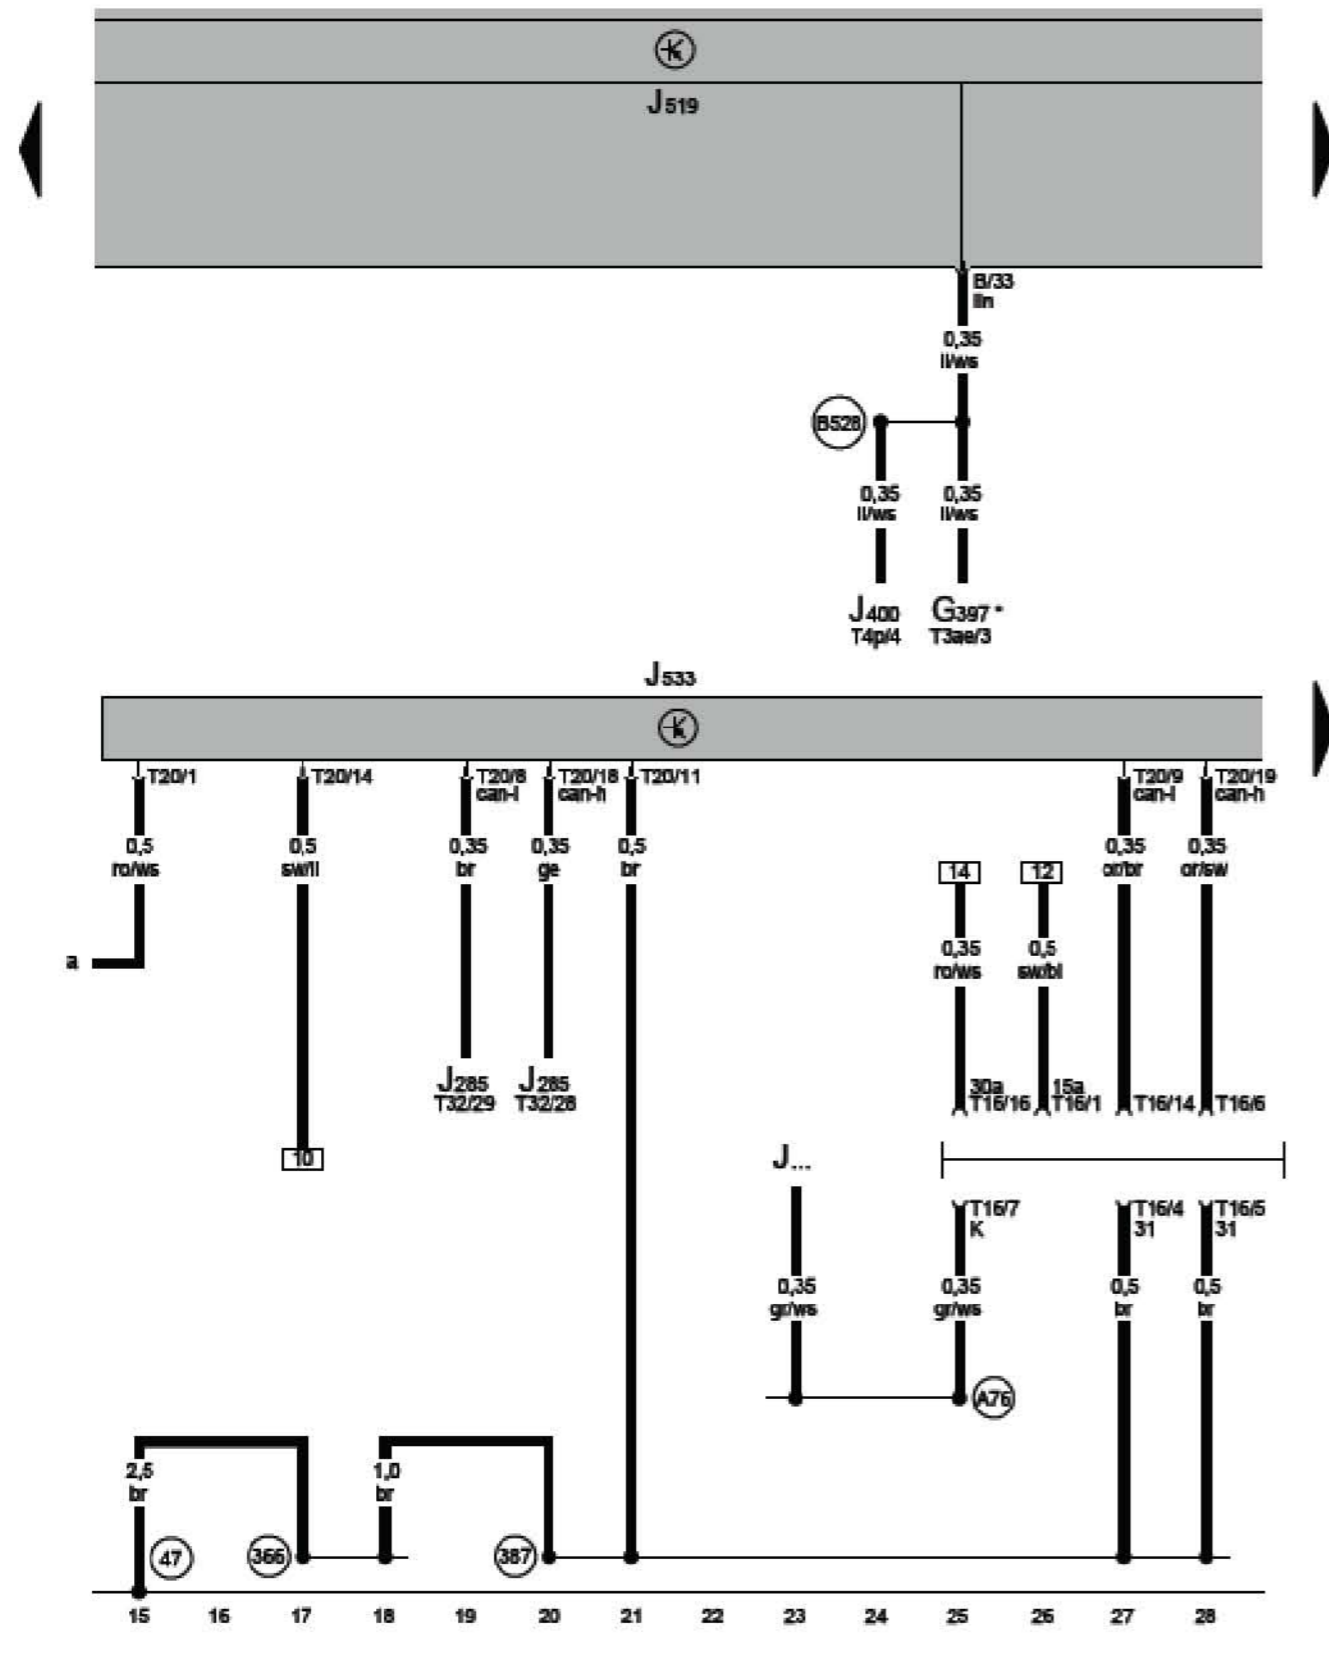 J519
B/33
lin
0,35
li/ws
B528
0,35 0,35
li/ws li/ws
J400 G397 *
T4p/4 T3ae/3
J533
T20/1 T20/14 T20/8 T20/18 T20/11 T20/9 T20/19
can-l can-h can-l can-h
0,5 0,5 0,35 0,35 0,5 0,35 0,35
ro/ws sw/li br ge br or/br or/sw
14 12
a
0,35 0,5
ro/ws sw/bl
J285 J285
T32/29 T32/28
30a 15a
T16/16 T16/1 T16/14 T16/6
10
J...
T16/7 T16/4 T16/5
K 31 31
0,35 0,35 0,5 0,5
gr/ws gr/ws br br
A76
2,5 1,0
br br
47 366 387
15 16 17 18 19 20 21 22 23 24 25 26 27 28